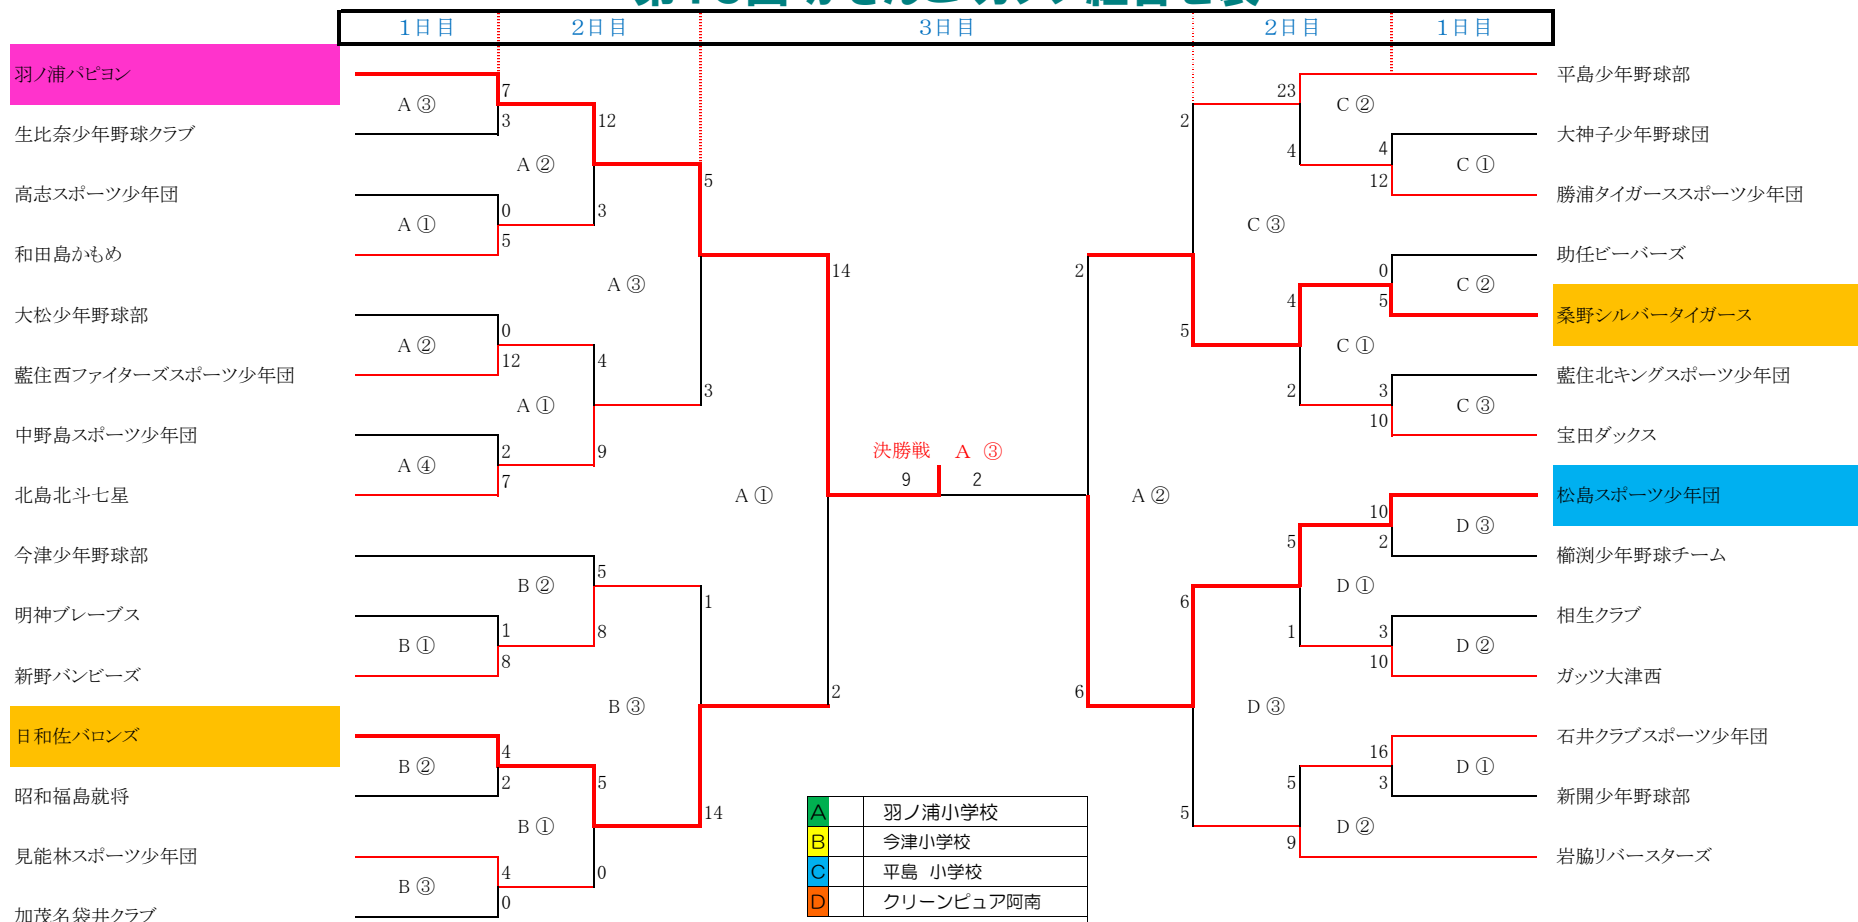 1日目 2日目 3日目 2日目 1日目
羽ノ浦パピヨン
生比奈少年野球クラブ
高志スポーツ少年団
和田島かもめ
大松少年野球部
藍住西ファイターズスポーツ少年団
中野島スポーツ少年団
北島北斗七星
今津少年野球部
明神ブレーブス
新野バンビーズ
日和佐バロンズ
昭和福島就将
見能林スポーツ少年団
加茂名袋井クラブ
A ③
7
3
A ①
0
5
A ②
0
12
A ④
2
7
B ①
1
8
B ②
4
2
B ③
4
0
A ②
12
3
A ①
4
9
B ②
5
8
B ①
5
0
A ③
5
3
B ③
1
14
A ①
14
2
決勝戦 A ③
9 2
A ②
2
6
C ③
2
5
D ③
6
5
C ②
23
4
C ①
4
2
D ①
5
1
D ②
5
9
C ①
4
12
C ②
0
5
C ③
3
10
D ③
10
2
D ②
3
10
D ①
16
3
平島少年野球部
大神子少年野球団
勝浦タイガーススポーツ少年団
助任ビーバーズ
桑野シルバータイガース
藍住北キングスポーツ少年団
宝田ダックス
松島スポーツ少年団
櫛渕少年野球チーム
相生クラブ
ガッツ大津西
石井クラブスポーツ少年団
新開少年野球部
岩脇リバースターズ
A 羽ノ浦小学校
B 今津小学校
C 平島 小学校
D クリーンピュア阿南